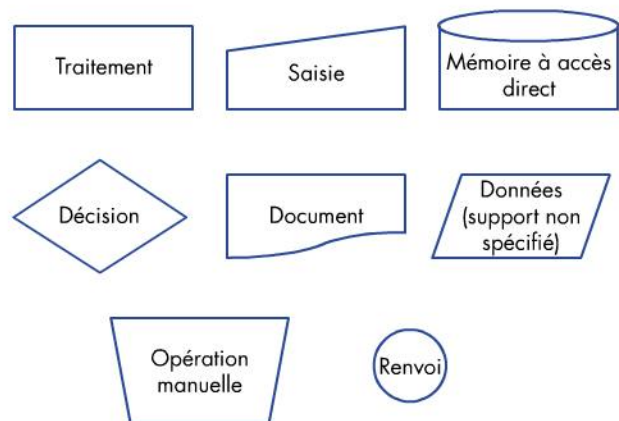 Traitement
Saisie
Mémoire à accès
direct
Décision
Document
Données
(support non
spécifié)
Opération
manuelle
Renvoi